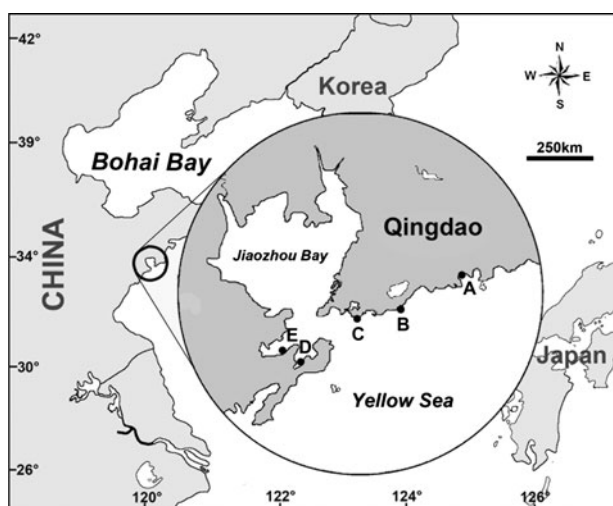 42°
Korea
N
W E
S
39°
250km
Bohai Bay
Qingdao
Jiaozhou Bay
CHINA
34°
A
B
C
E
D
Japan
30°
Yellow Sea
26°
120° 122° 124° 126°